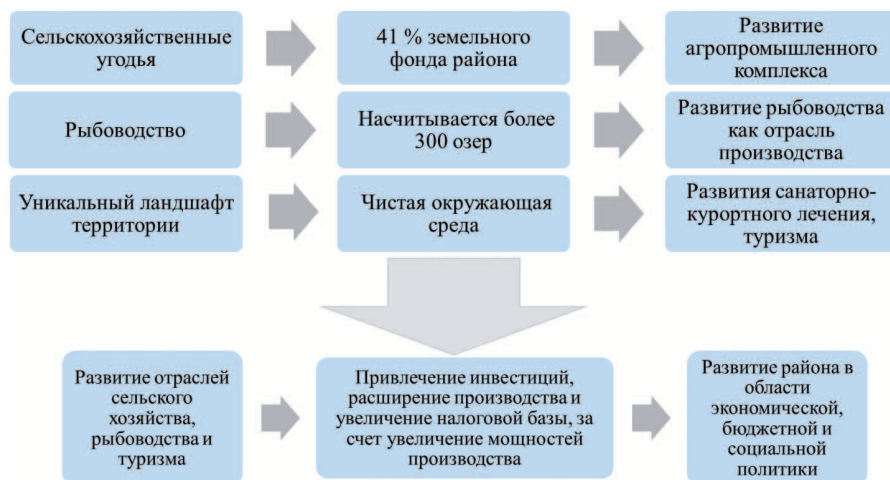 Сельскохозяйственные
угодья
41 % земельного
фонда района
Развитие
агропромышленного
комплекса
Рыбоводство
Насчитывается более
300 озер
Развитие рыбоводства
как отрасль
производства
Уникальный ландшафт
территории
Чистая окружающая
среда
Развития санаторно-
курортного лечения,
туризма
Развитие отраслей
сельского
хозяйства,
рыбоводства и
туризма
Привлечение инвестиций,
расширение производства и
увеличение налоговой базы, за
счет увеличение мощностей
производства
Развитие района в
области
экономической,
бюджетной и
социальной
политики